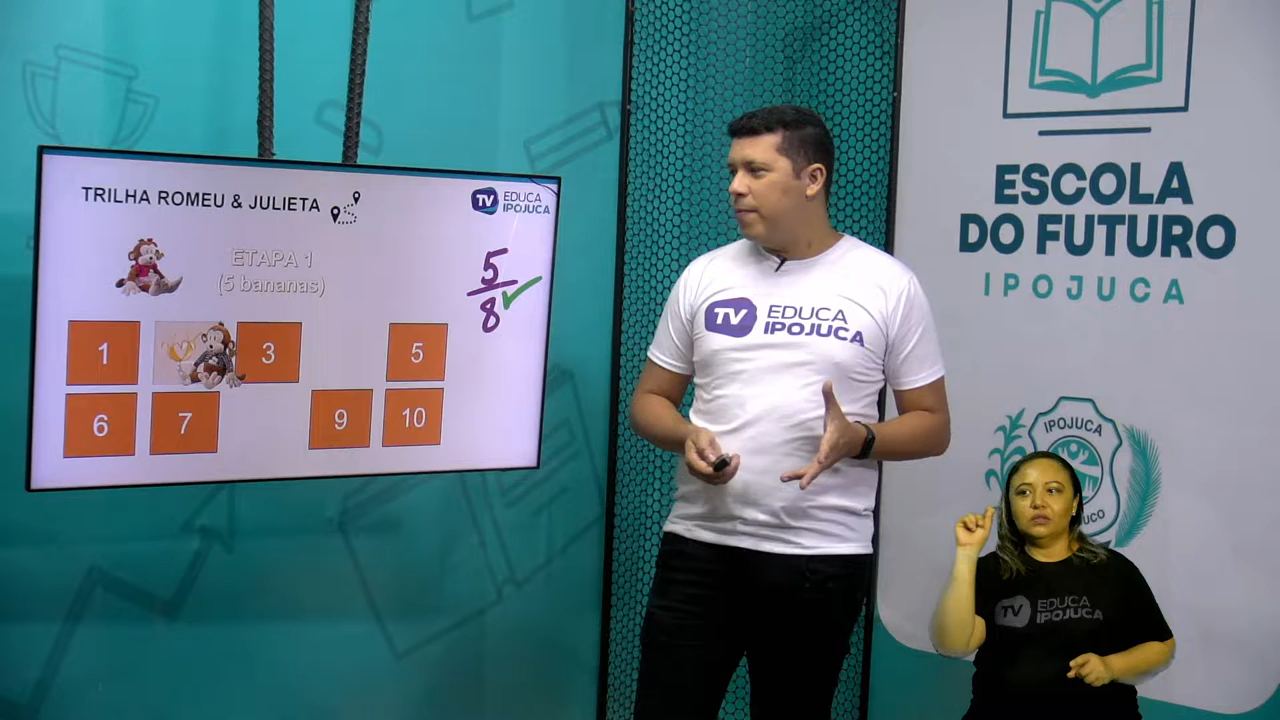 TRILHA ROMEU & JULIETA
TV EDUCA
IPOJUCA
ETAPA 1
(5 bananas)
5
8
1
3
5
6
7
9
10
TV EDUCA
IPOJUCA
ESCOLA
DO FUTURO
IPOJUCA
IPOJUCA
UCO
TV EDUCA
IPOJUCA